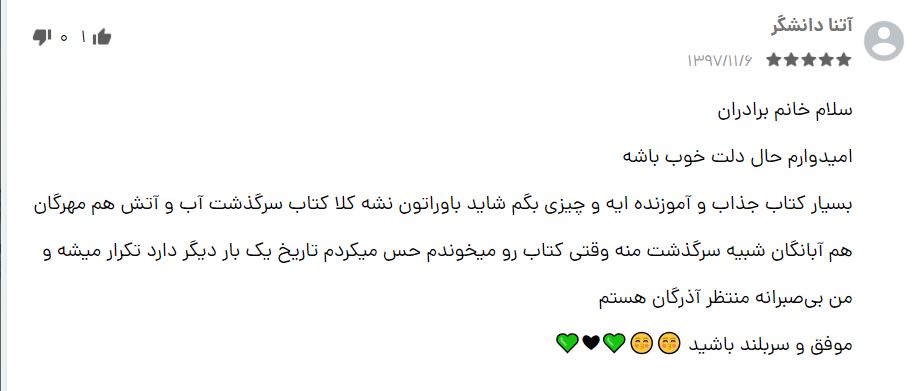 آتنا دانشگر
۱۳۹۷/۱۱/۶
۱ ۰
سلام خانم برادران
امیدوارم حال دلت خوب باشه
بسیار کتاب جذاب و آموزنده ایه و چیزی بگم شاید باوراتون نشه کلا کتاب سرگذشت آب و آتش هم مهرگان
هم آبانگان شبیه سرگذشت منه وقتی کتاب رو میخوندم حس میکردم تاریخ یک بار دیگر دارد تکرار میشه و
من بی‌صبرانه منتظر آذرگان هستم
موفق و سربلند باشید 😊😊💚🖤💚